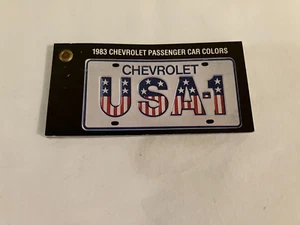 1983 CHEVROLET PASSENGER CAR COLORS
CHEVROLET
USA-1